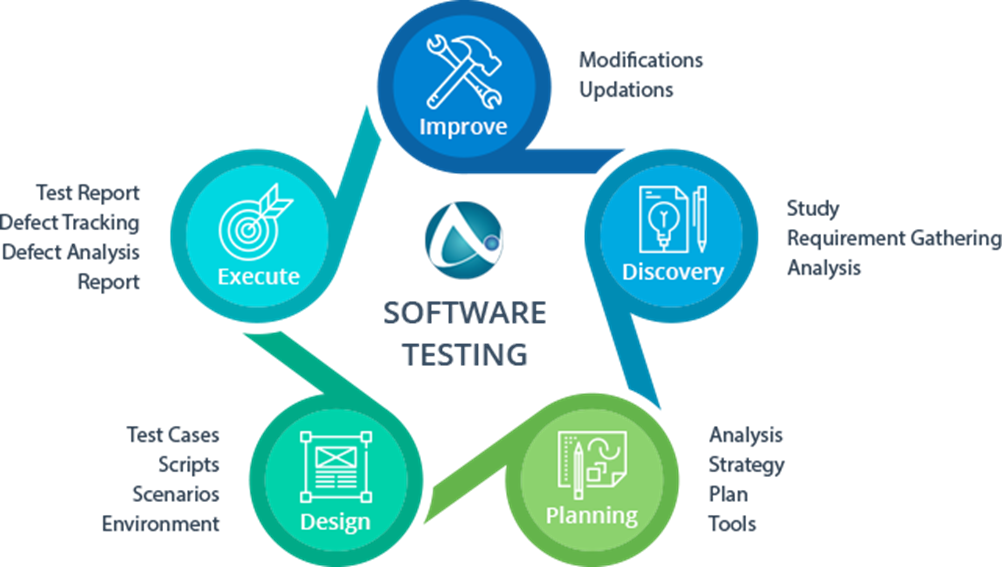 Improve
Modifications
Updations
Discovery
Study
Requirement Gathering
Analysis
Planning
Analysis
Strategy
Plan
Tools
Design
Test Cases
Scripts
Scenarios
Environment
Execute
Test Report
Defect Tracking
Defect Analysis
Report
SOFTWARE
TESTING